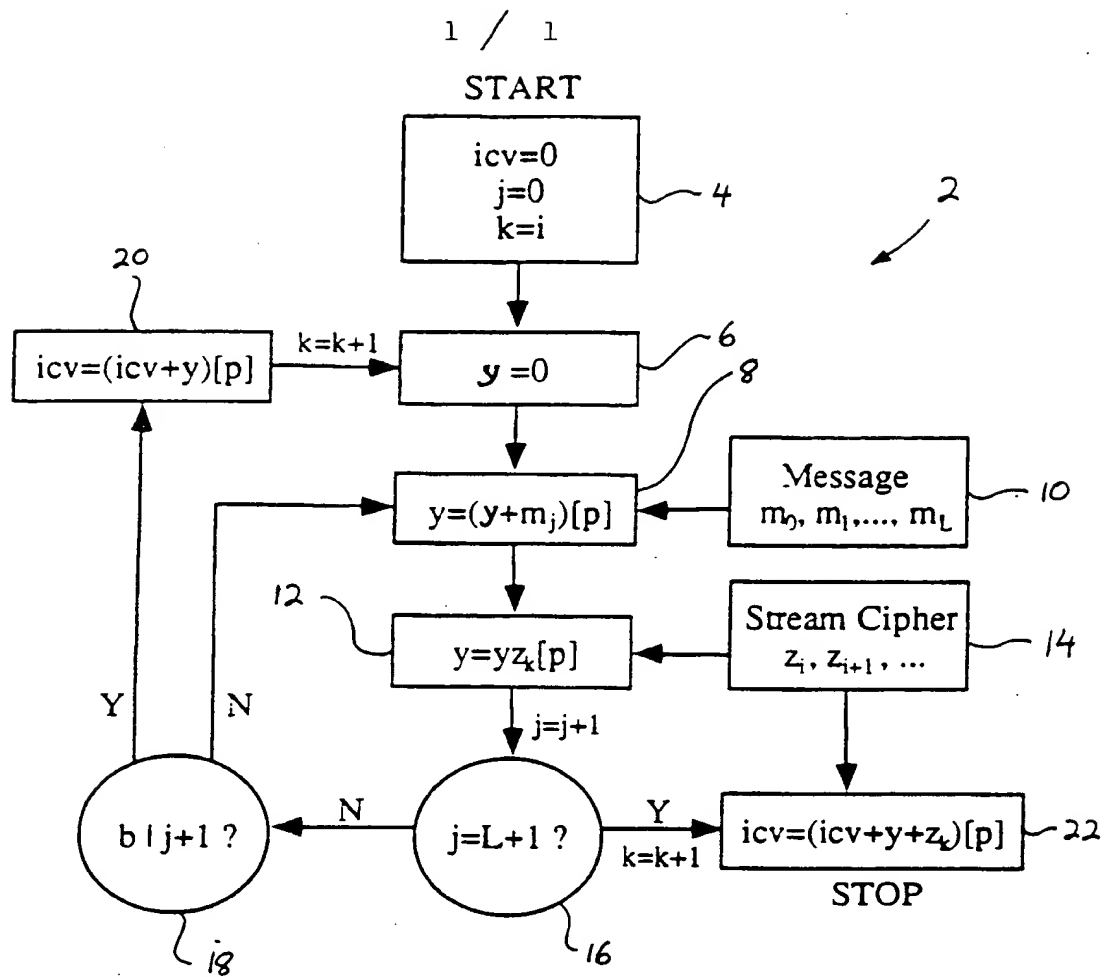 1 / 1
START
icv=0
j=0
k=i
4
2
20
icv=(icv+y)[p]
k=k+1
y=0
6
8
y=(y+mj)[p]
Message
m0, m1,..., mL
10
12
y=yzk[p]
Stream Cipher
zi, zi+1, ...
14
Y
N
j=j+1
b | j+1 ?
N
j=L+1 ?
Y
k=k+1
icv=(icv+y+zk)[p]
22
STOP
18
16